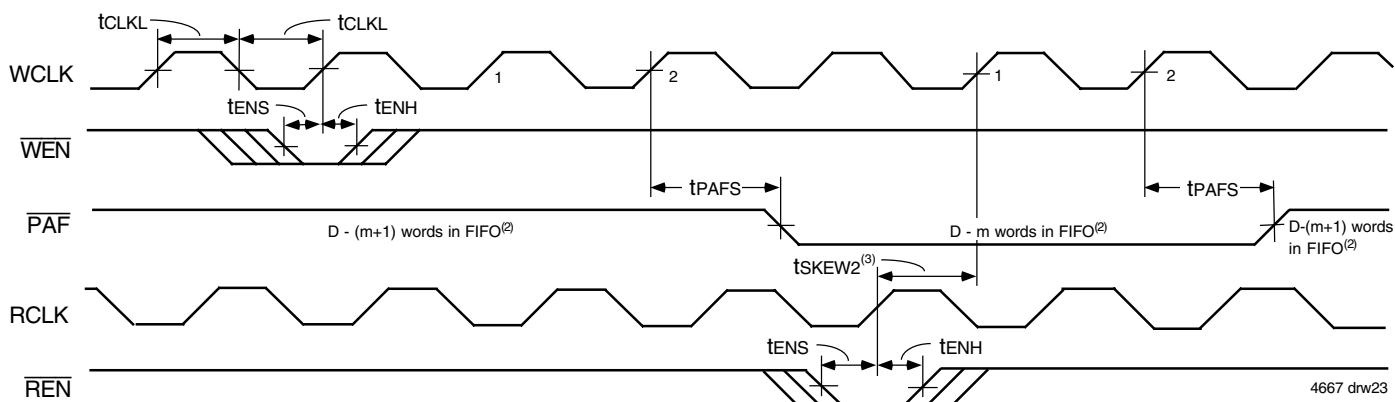 tCLKL tCLKL
WCLK 1 2 1 2
tENS tENH
WEN
tPAFS tPAFS
PAF
D - (m+1) words in FIFO(2) D - m words in FIFO(2) D-(m+1) words
in FIFO(2)
tSKEW2(3)
RCLK
tENS tENH
REN
4667 drw23